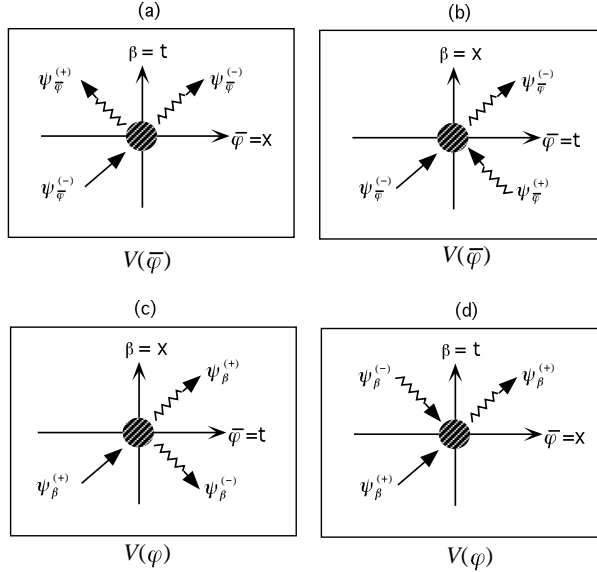 (a)
(b)
β = t
ψ_φ̅^(+)
ψ_φ̅^(-)
φ̅=x
ψ_φ̅^(-)
V(φ̅)
β = x
ψ_φ̅^(-)
φ̅=t
ψ_φ̅^(-)
ψ_φ̅^(+)
V(φ̅)
(c)
(d)
β = x
ψ_β^(+)
φ̅=t
ψ_β^(+)
ψ_β^(-)
V(φ)
β = t
ψ_β^(-)
ψ_β^(+)
φ̅=x
ψ_β^(+)
V(φ)